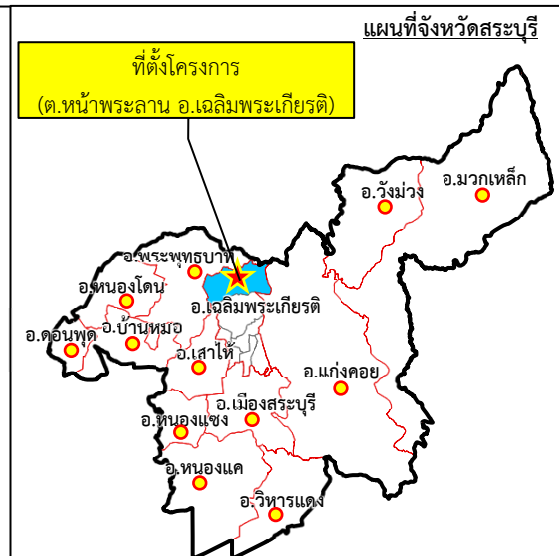 แผนที่จังหวัดสระบุรี
ที่ตั้งโครงการ
(ต.หน้าพระลาน อ.เฉลิมพระเกียรติ)
อ.มวกเหล็ก
อ.วังม่วง
อ.พระพุทธบาท
อ.หนองโดน
อ.เฉลิมพระเกียรติ
อ.ดอนพุด
อ.บ้านหมอ
อ.เสาไห้
อ.แก่งคอย
อ.เมืองสระบุรี
อ.หนองแซง
อ.หนองแค
อ.วิหารแดง